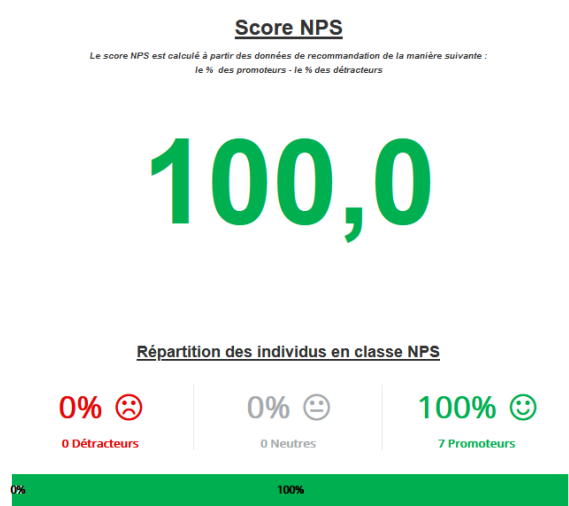 Score NPS
Le score NPS est calculé à partir des données de recommandation de la manière suivante :
le % des promoteurs - le % des détracteurs
100,0
Répartition des individus en classe NPS
0% 0% 100%
0 Détracteurs 0 Neutres 7 Promoteurs
0% 100%